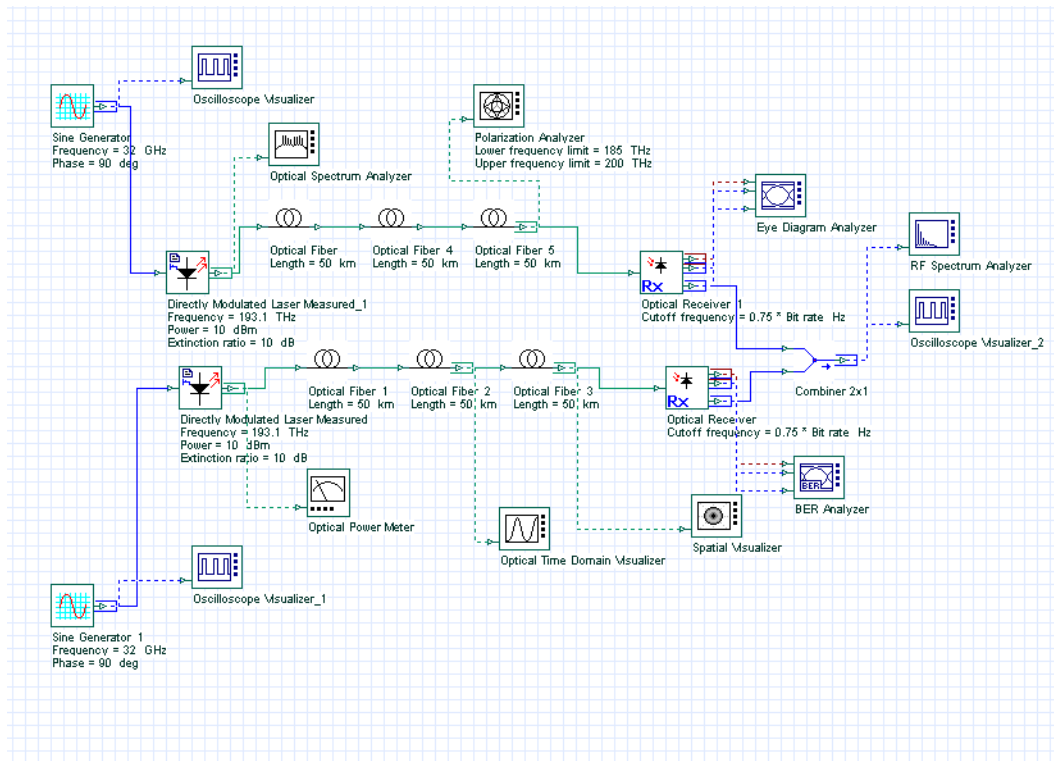 Oscilloscope Visualizer
Sine Generator
Frequency = 32 GHz
Phase = 90 deg
Optical Spectrum Analyzer
Polarization Analyzer
Lower frequency limit = 185 THz
Upper frequency limit = 200 THz
Eye Diagram Analyzer
RF Spectrum Analyzer
Optical Fiber
Length = 50 km
Optical Fiber 4
Length = 50 km
Optical Fiber 5
Length = 50 km
Rx
Directly Modulated Laser Measured_1
Frequency = 193.1 THz
Power = 10 dBm
Extinction ratio = 10 dB
Optical Receiver 1
Cutoff frequency = 0.75 * Bit rate Hz
Oscilloscope Visualizer_2
Optical Fiber 1
Length = 50 km
Optical Fiber 2
Length = 50 km
Optical Fiber 3
Length = 50 km
Combiner 2x1
Rx
Directly Modulated Laser Measured
Frequency = 193.1 THz
Power = 10 dBm
Extinction ratio = 10 dB
Optical Receiver
Cutoff frequency = 0.75 * Bit rate Hz
BER
BER Analyzer
Optical Power Meter
Spatial Visualizer
Optical Time Domain Visualizer
Oscilloscope Visualizer_1
Sine Generator 1
Frequency = 32 GHz
Phase = 90 deg